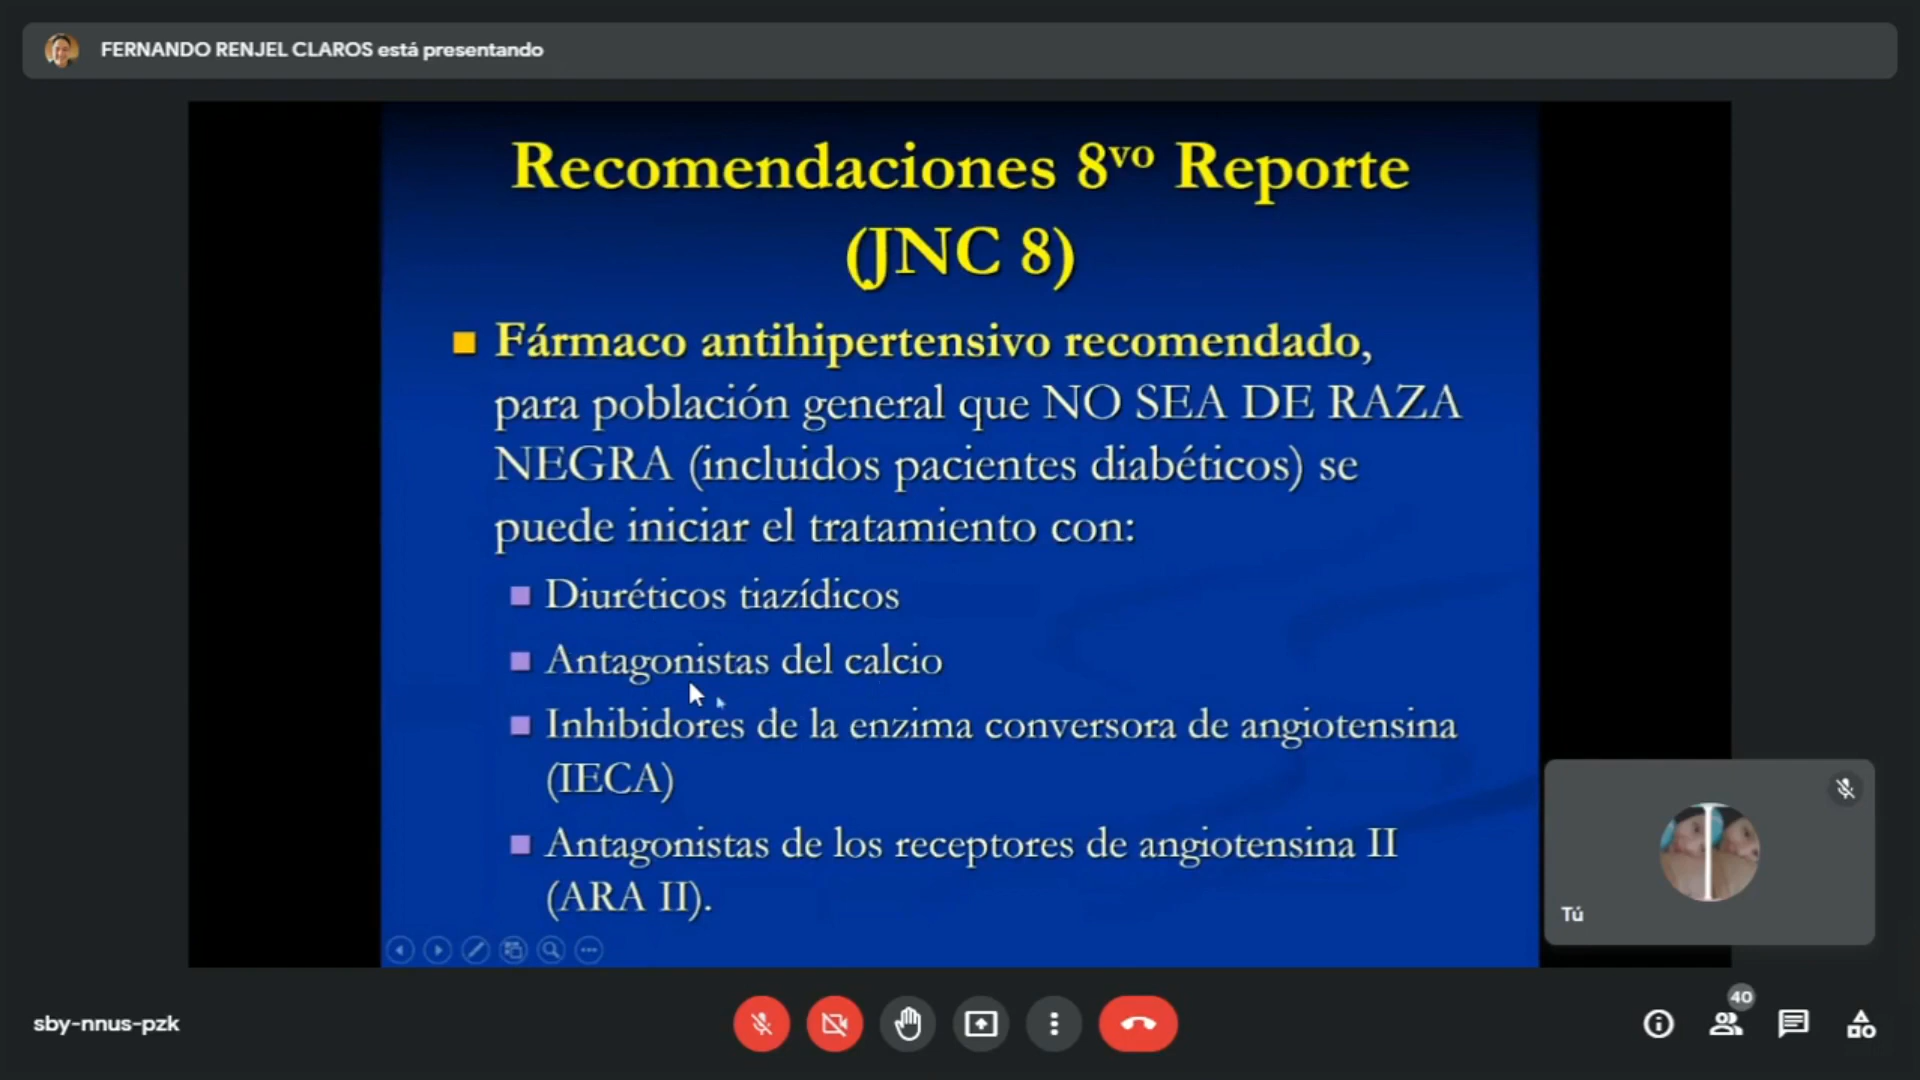 FERNANDO RENJEL CLAROS está presentando
Recomendaciones 8vo Reporte
(JNC 8)
Fármaco antihipertensivo recomendado,
para población general que NO SEA DE RAZA
NEGRA (incluidos pacientes diabéticos) se
puede iniciar el tratamiento con:
Diuréticos tiazídicos
Antagonistas del calcio
Inhibidores de la enzima conversora de angiotensina
(IECA)
Antagonistas de los receptores de angiotensina II
(ARA II).
Tú
sby-nnus-pzk
40